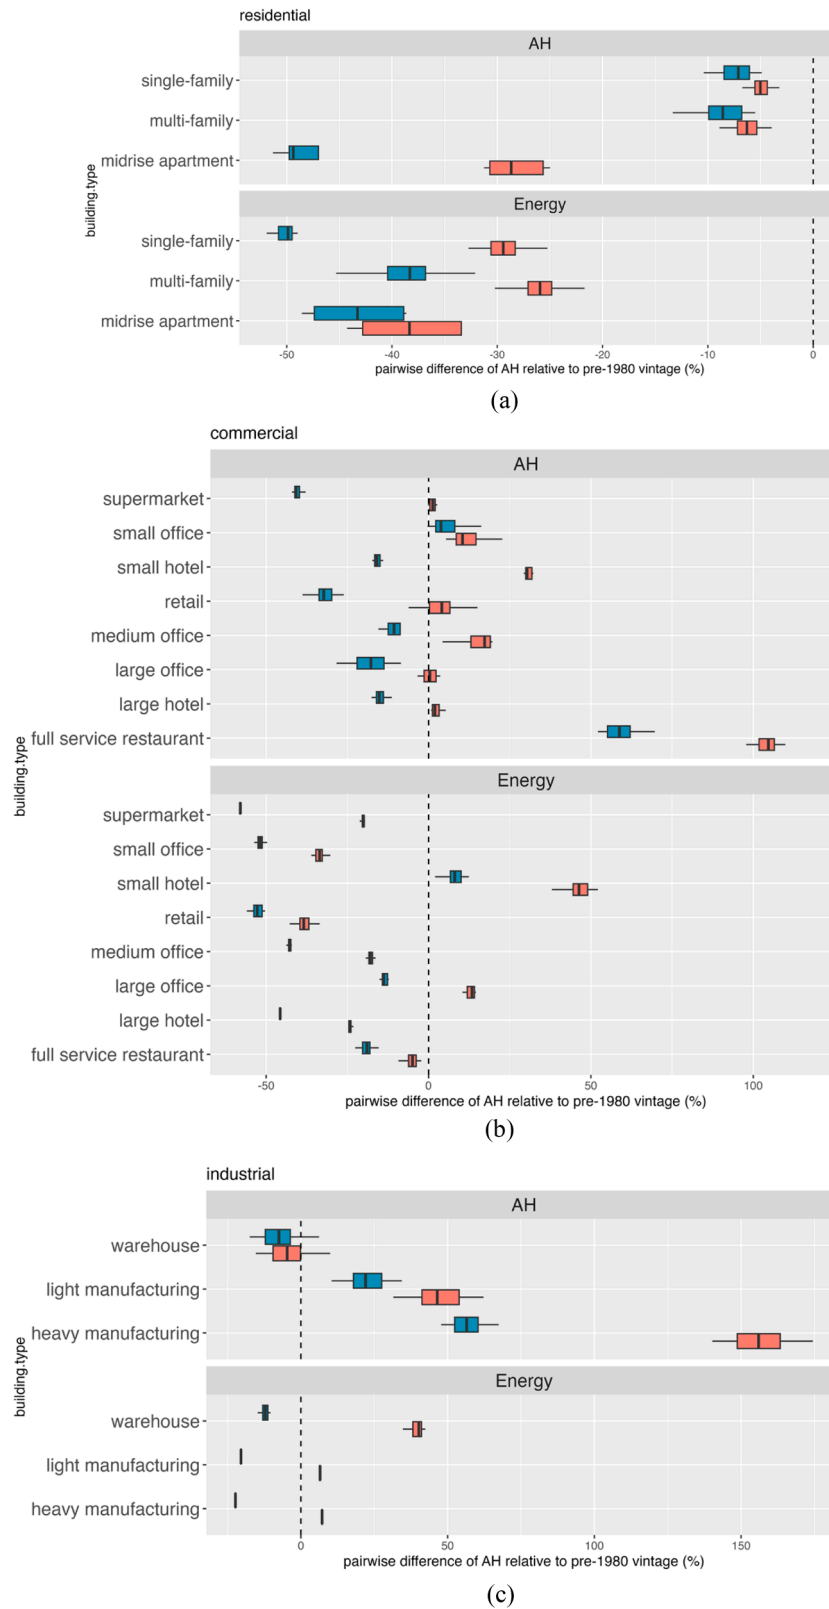 residential
AH
single-family
multi-family
midrise apartment
Energy
single-family
multi-family
midrise apartment
building.type
-50 -40 -30 -20 -10 0
pairwise difference of AH relative to pre-1980 vintage (%)
(a)
commercial
AH
supermarket
small office
small hotel
retail
medium office
large office
large hotel
full service restaurant
Energy
supermarket
small office
small hotel
retail
medium office
large office
large hotel
full service restaurant
building.type
-50 0 50 100
pairwise difference of AH relative to pre-1980 vintage (%)
(b)
industrial
AH
warehouse
light manufacturing
heavy manufacturing
Energy
warehouse
light manufacturing
heavy manufacturing
building.type
0 50 100 150
pairwise difference of AH relative to pre-1980 vintage (%)
(c)